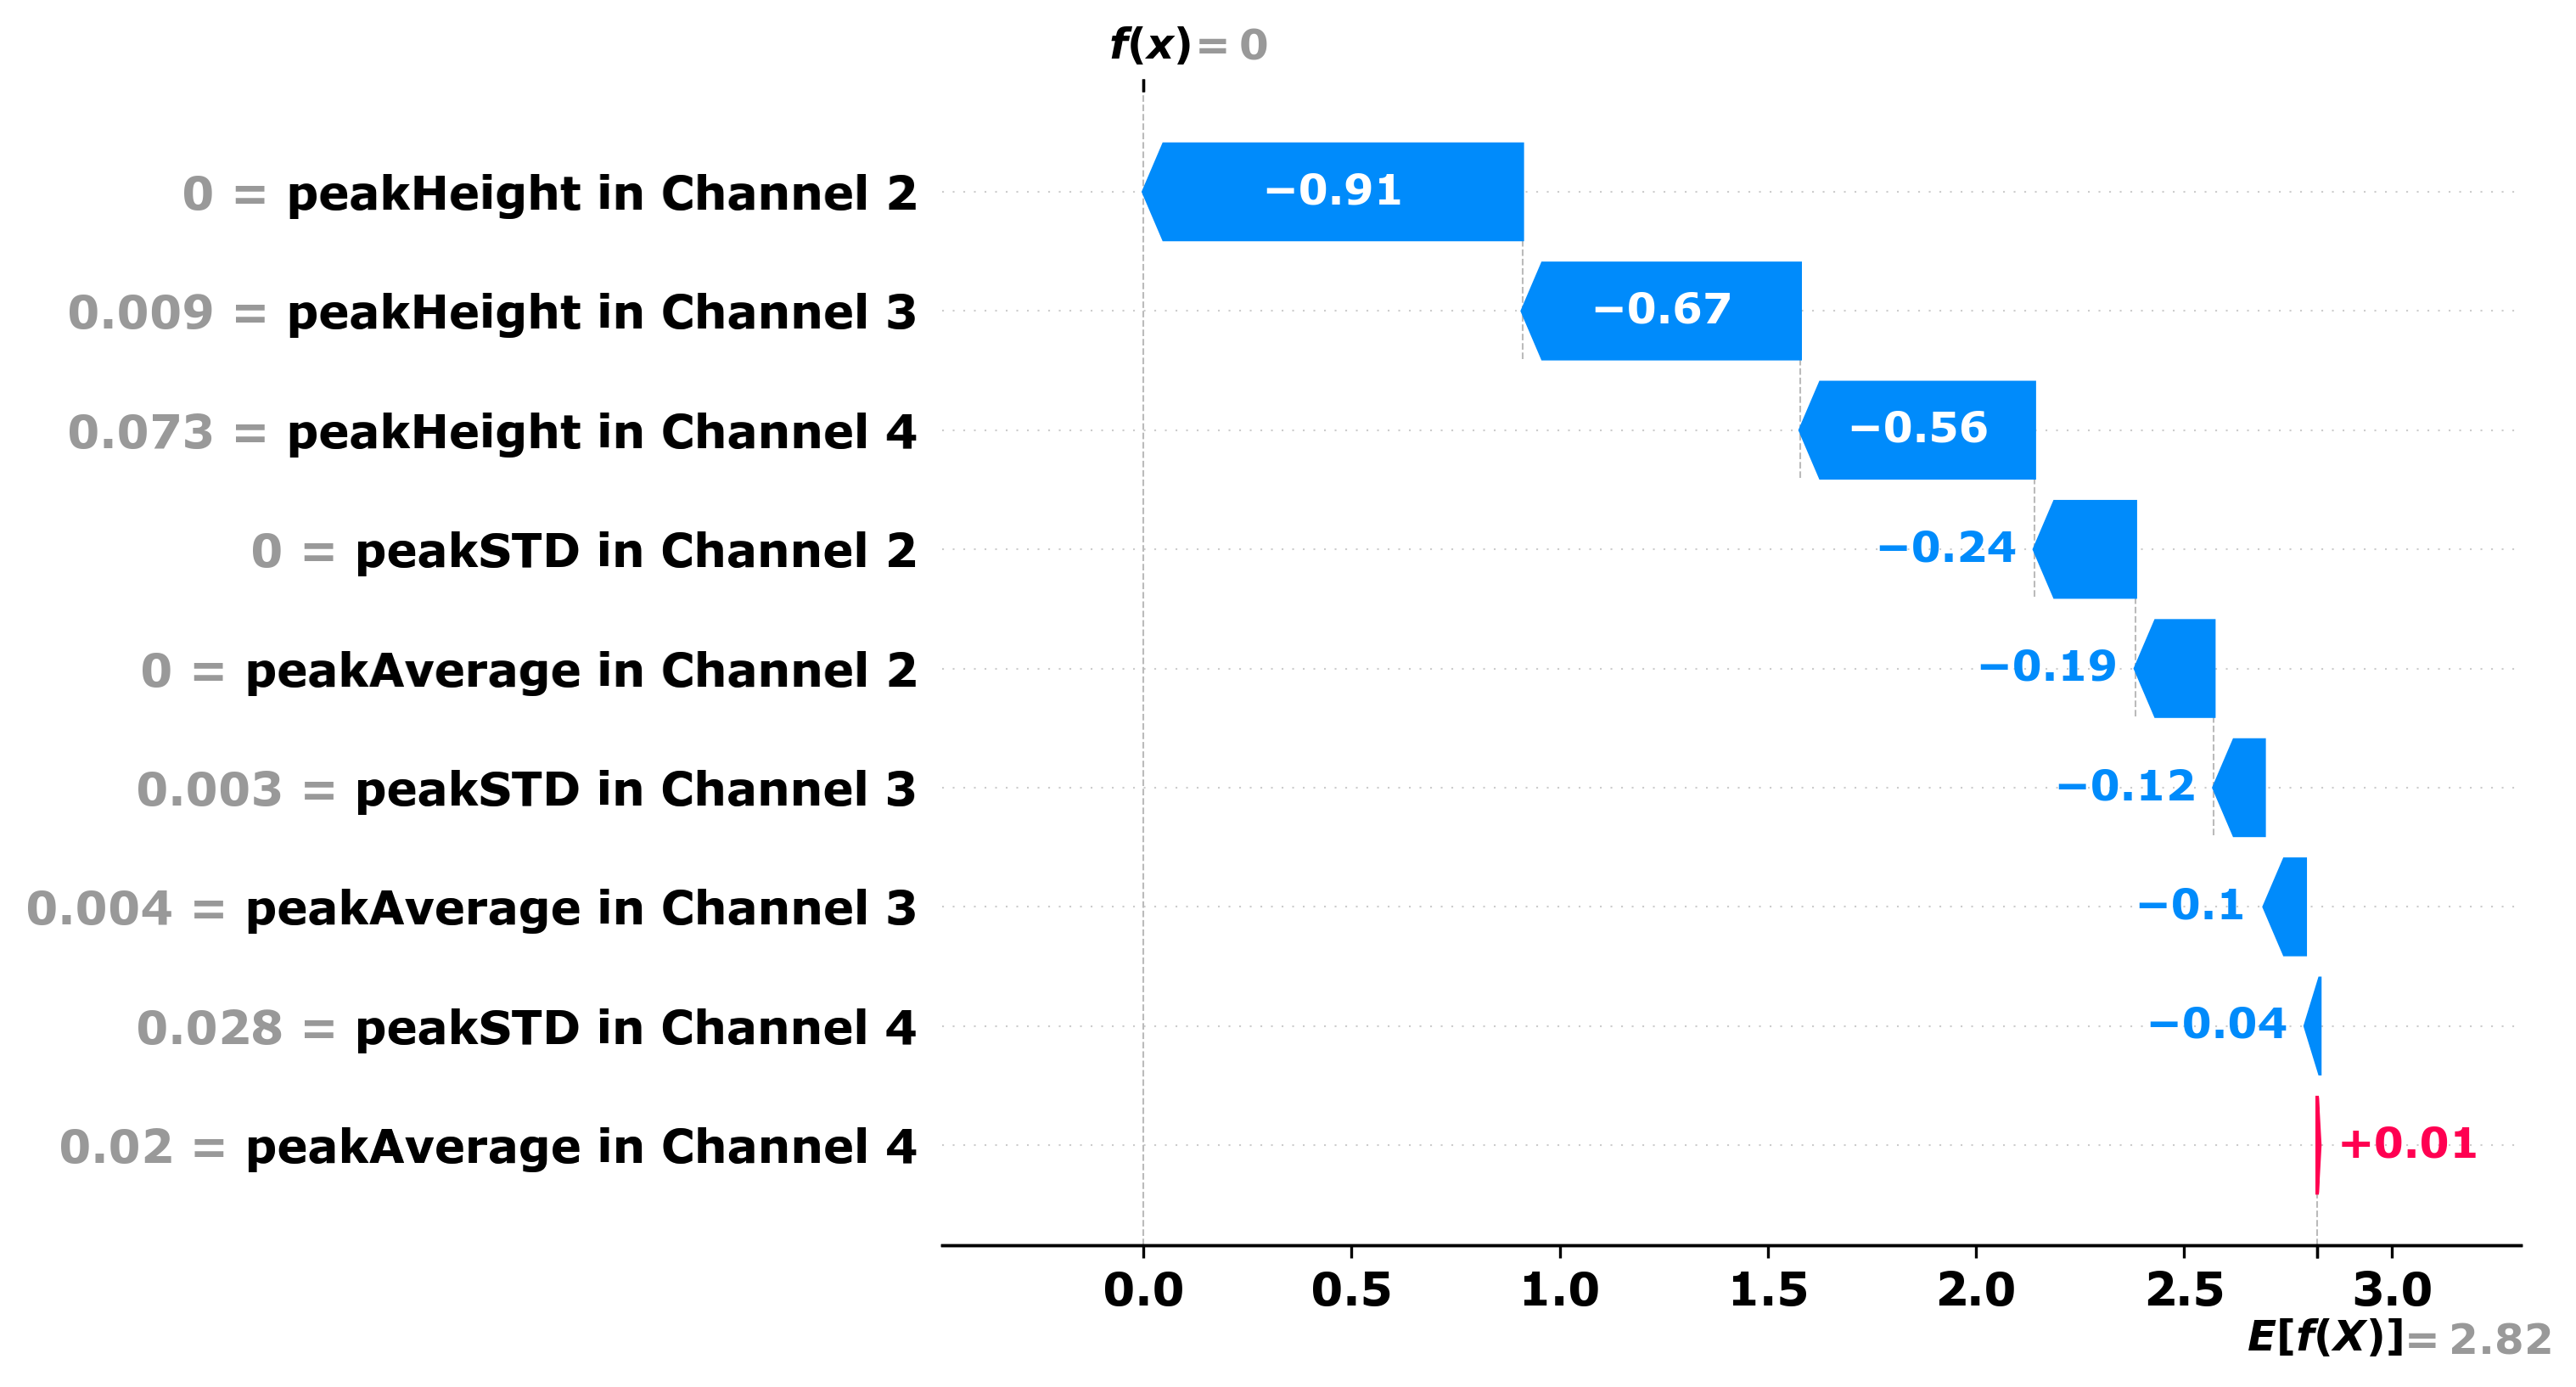 f(x) = 0
0 = peakHeight in Channel 2 −0.91
0.009 = peakHeight in Channel 3 −0.67
0.073 = peakHeight in Channel 4 −0.56
0 = peakSTD in Channel 2 −0.24
0 = peakAverage in Channel 2 −0.19
0.003 = peakSTD in Channel 3 −0.12
0.004 = peakAverage in Channel 3 −0.1
0.028 = peakSTD in Channel 4 −0.04
0.02 = peakAverage in Channel 4 +0.01
0.0 0.5 1.0 1.5 2.0 2.5 3.0
E[f(X)] = 2.82